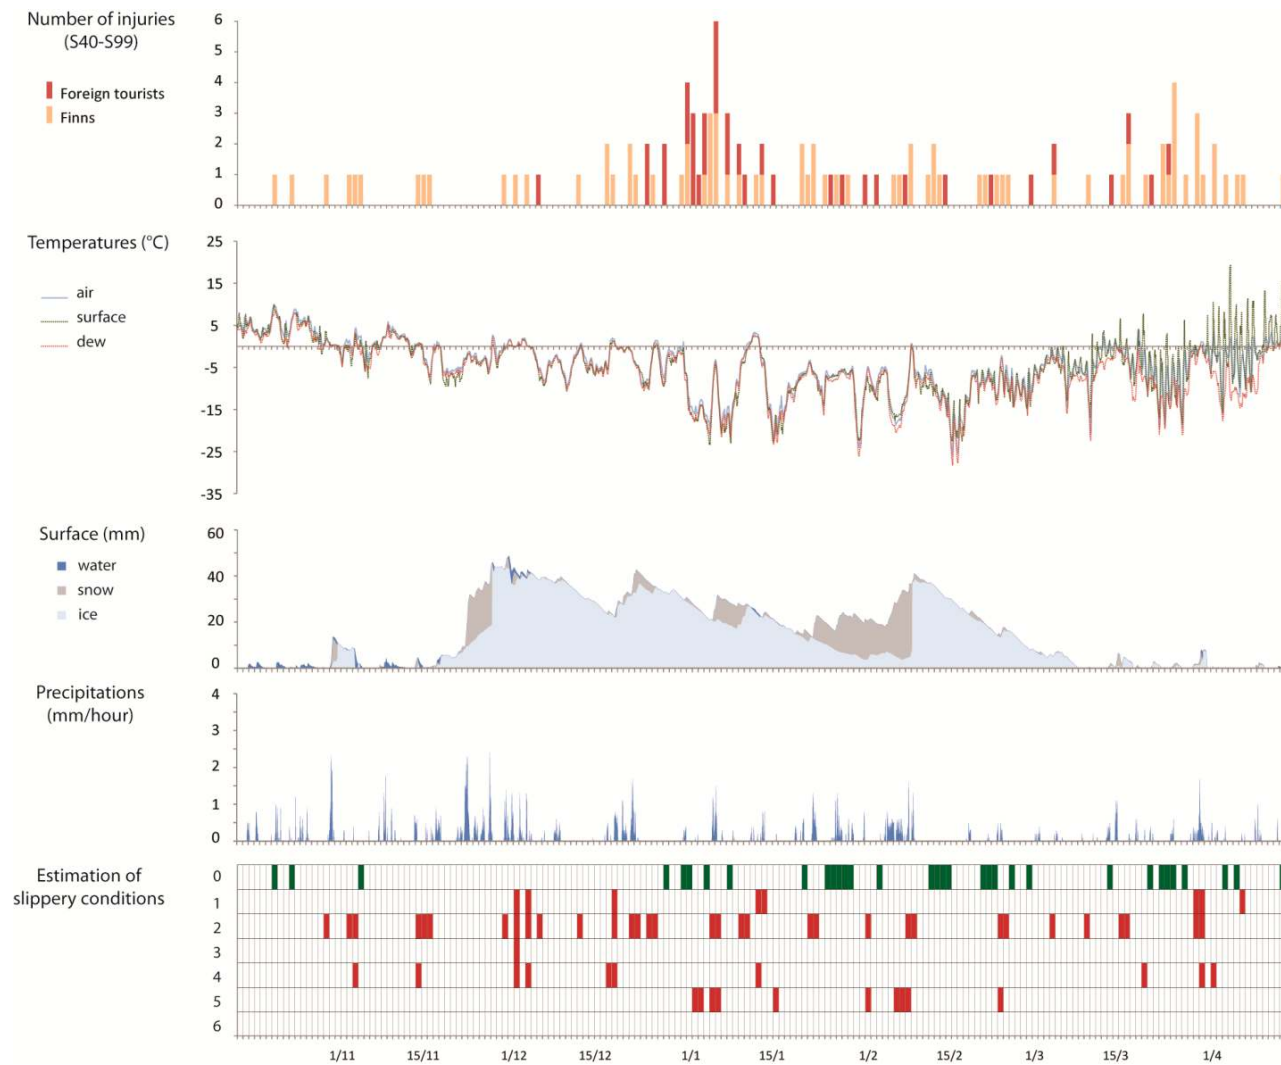 Number of injuries
(S40-S99)
Foreign tourists
Finns
6
5
4
3
2
1
0
Temperatures (°C)
air
surface
dew
25
15
5
-5
-15
-25
-35
Surface (mm)
water
snow
ice
60
40
20
0
Precipitations
(mm/hour)
4
3
2
1
0
Estimation of
slippery conditions
0
1
2
3
4
5
6
1/11 15/11 1/12 15/12 1/1 15/1 1/2 15/2 1/3 15/3 1/4